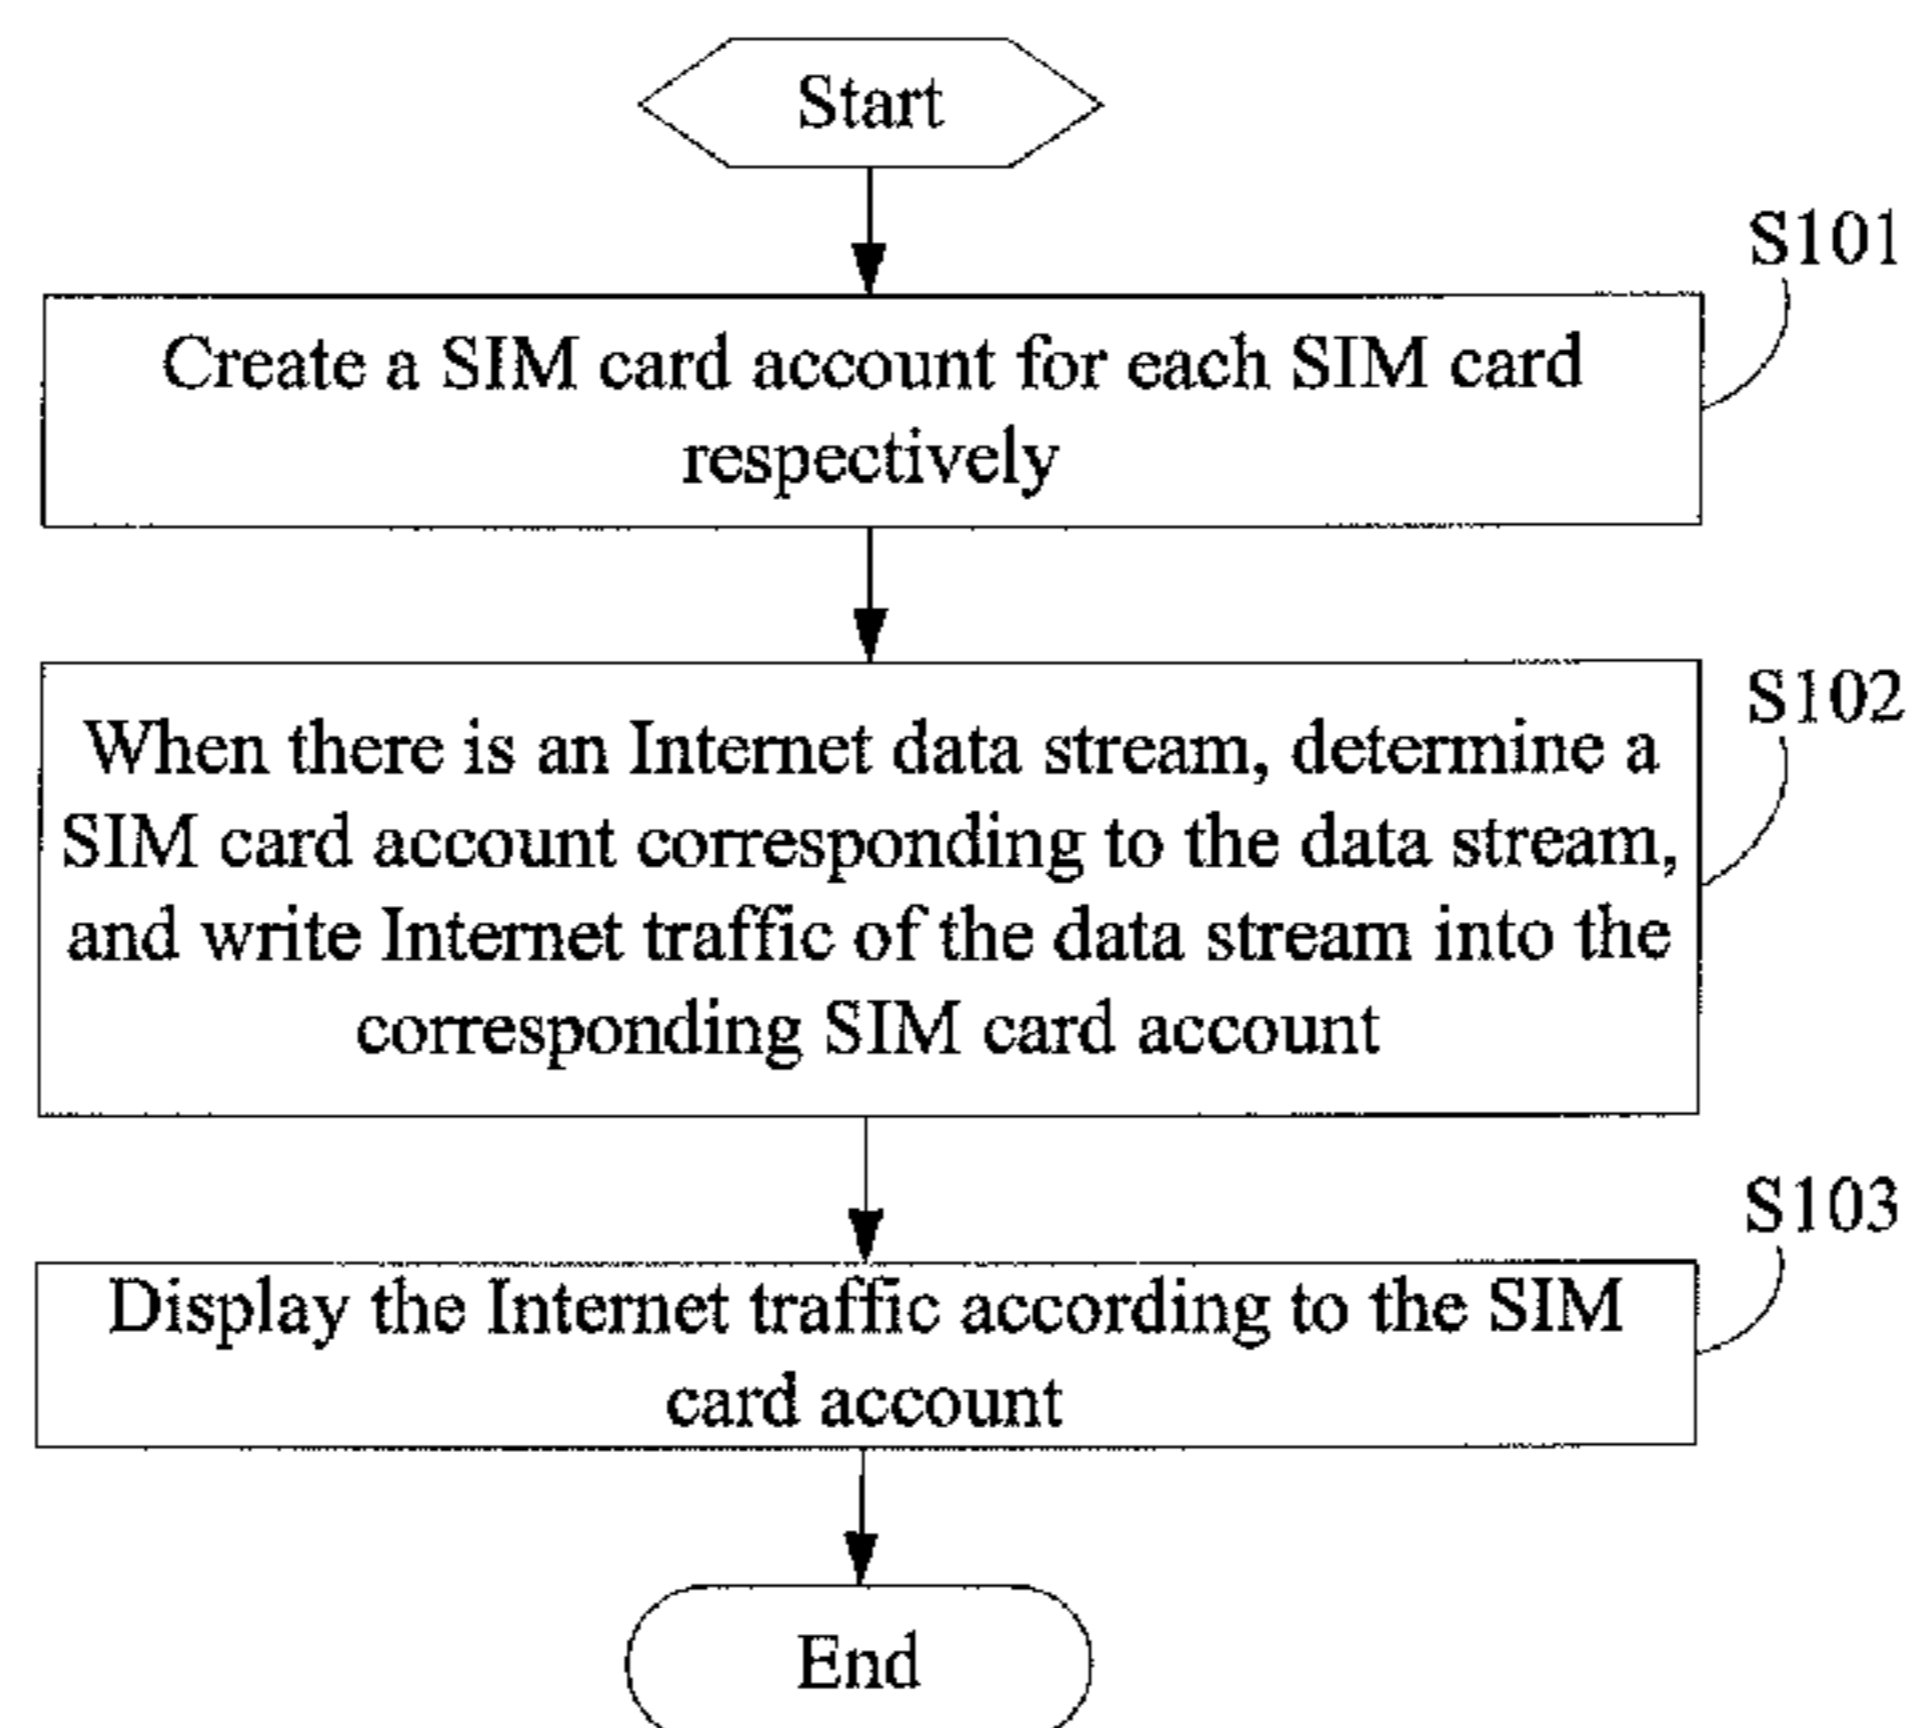 Start
S101
Create a SIM card account for each SIM card
respectively
S102
When there is an Internet data stream, determine a
SIM card account corresponding to the data stream,
and write Internet traffic of the data stream into the
corresponding SIM card account
S103
Display the Internet traffic according to the SIM
card account
End